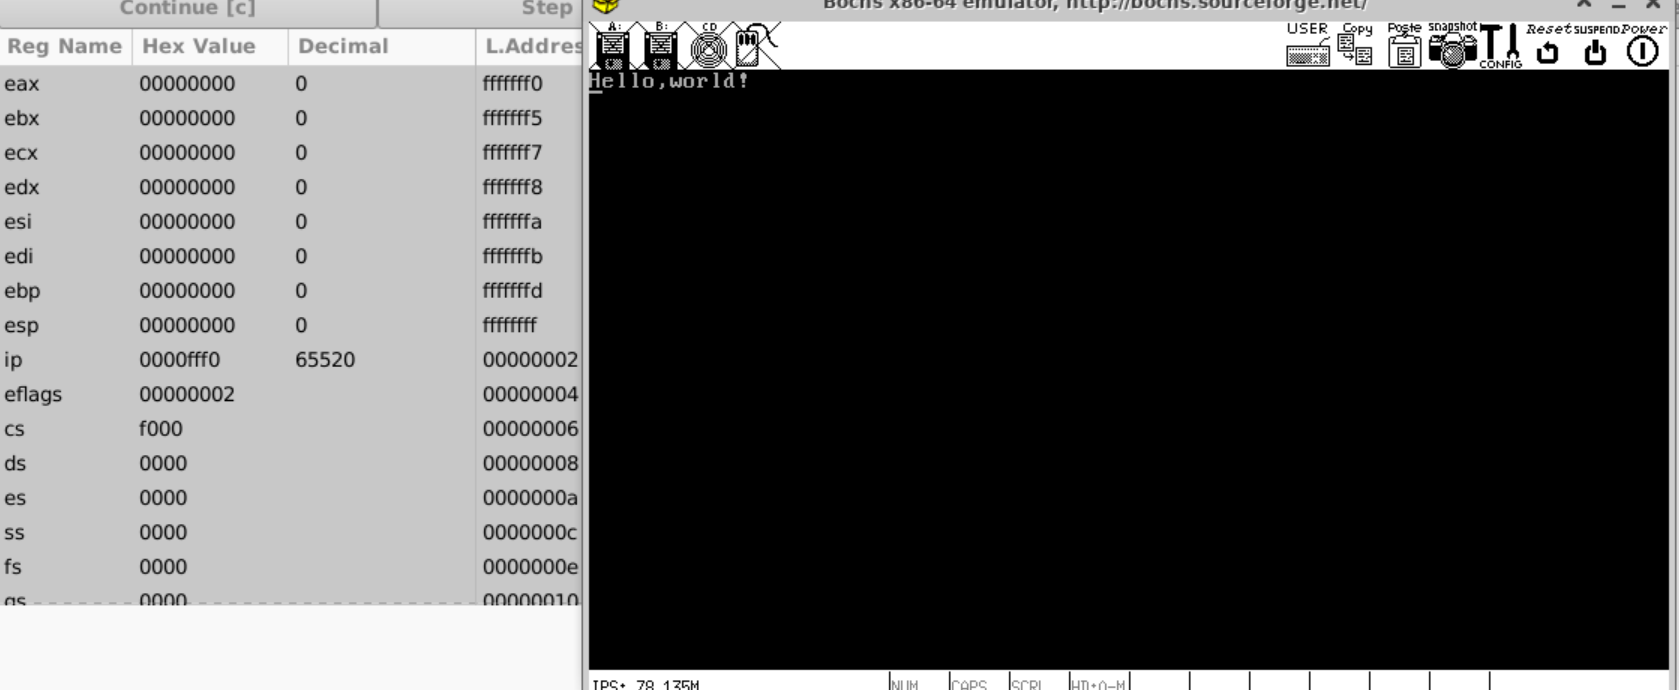 Continue [c] Step
Bochs x86-64 emulator, http://bochs.sourceforge.net/
A: B: CD USER Copy Paste snapshot CONFIG Reset SUSPEND Power
Reg Name Hex Value Decimal L.Addres
Hello,world!
eax 00000000 0 fffffff0
ebx 00000000 0 fffffff5
ecx 00000000 0 fffffff7
edx 00000000 0 fffffff8
esi 00000000 0 fffffffa
edi 00000000 0 fffffffb
ebp 00000000 0 fffffffd
esp 00000000 0 ffffffff
ip 0000fff0 65520 00000002
eflags 00000002 00000004
cs f000 00000006
ds 0000 00000008
es 0000 0000000a
ss 0000 0000000c
fs 0000 0000000e
gs 0000 00000010
IPS: 78.135M NUM CAPS SCRL HD:0-M